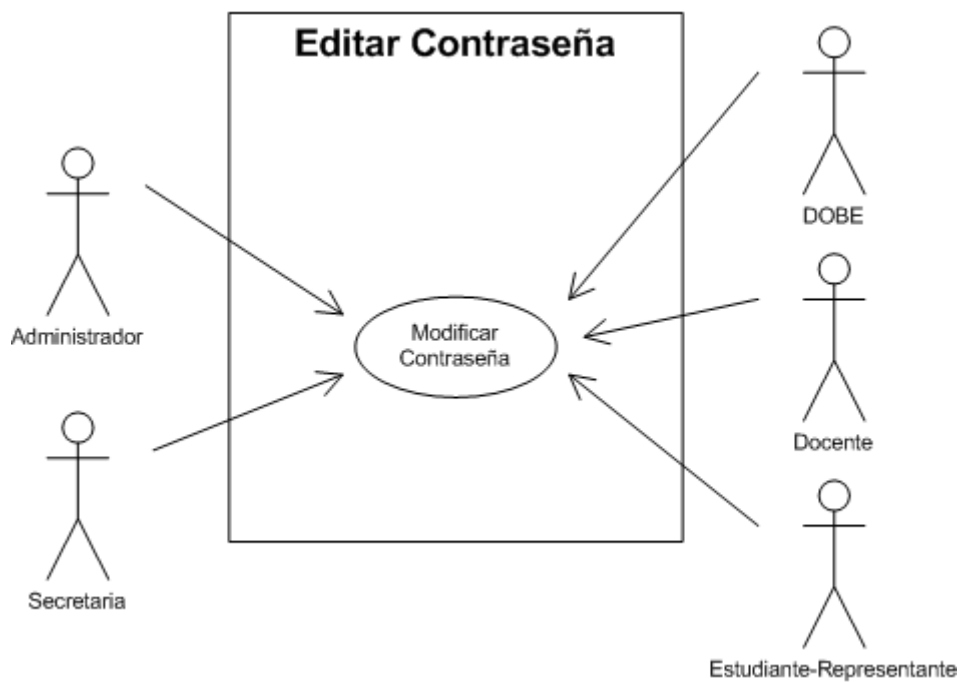 Editar Contraseña
DOBE
Administrador
Modificar
Contraseña
Docente
Secretaria
Estudiante-Representante